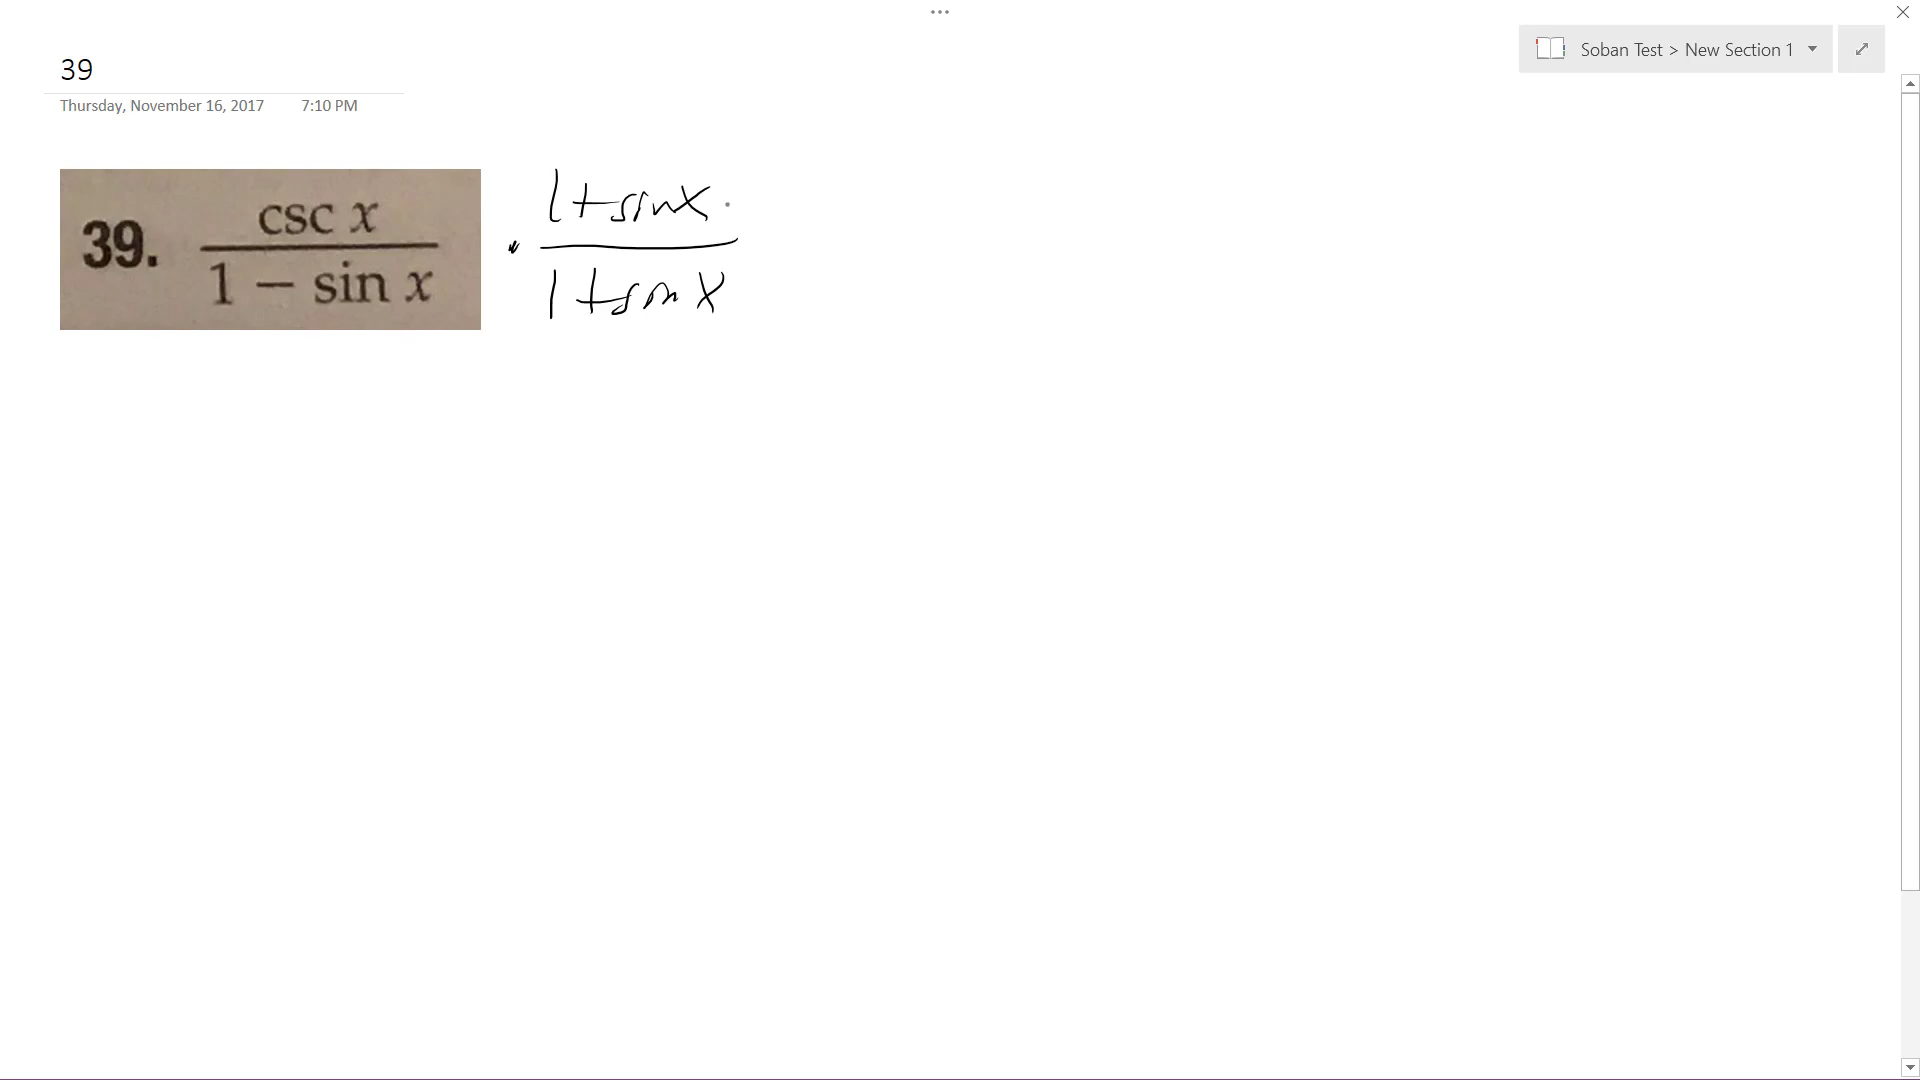 39
Thursday, November 16, 2017 7:10 PM
Soban Test > New Section 1
39. csc x
1 − sin x
· 1+sinx
1+sinx